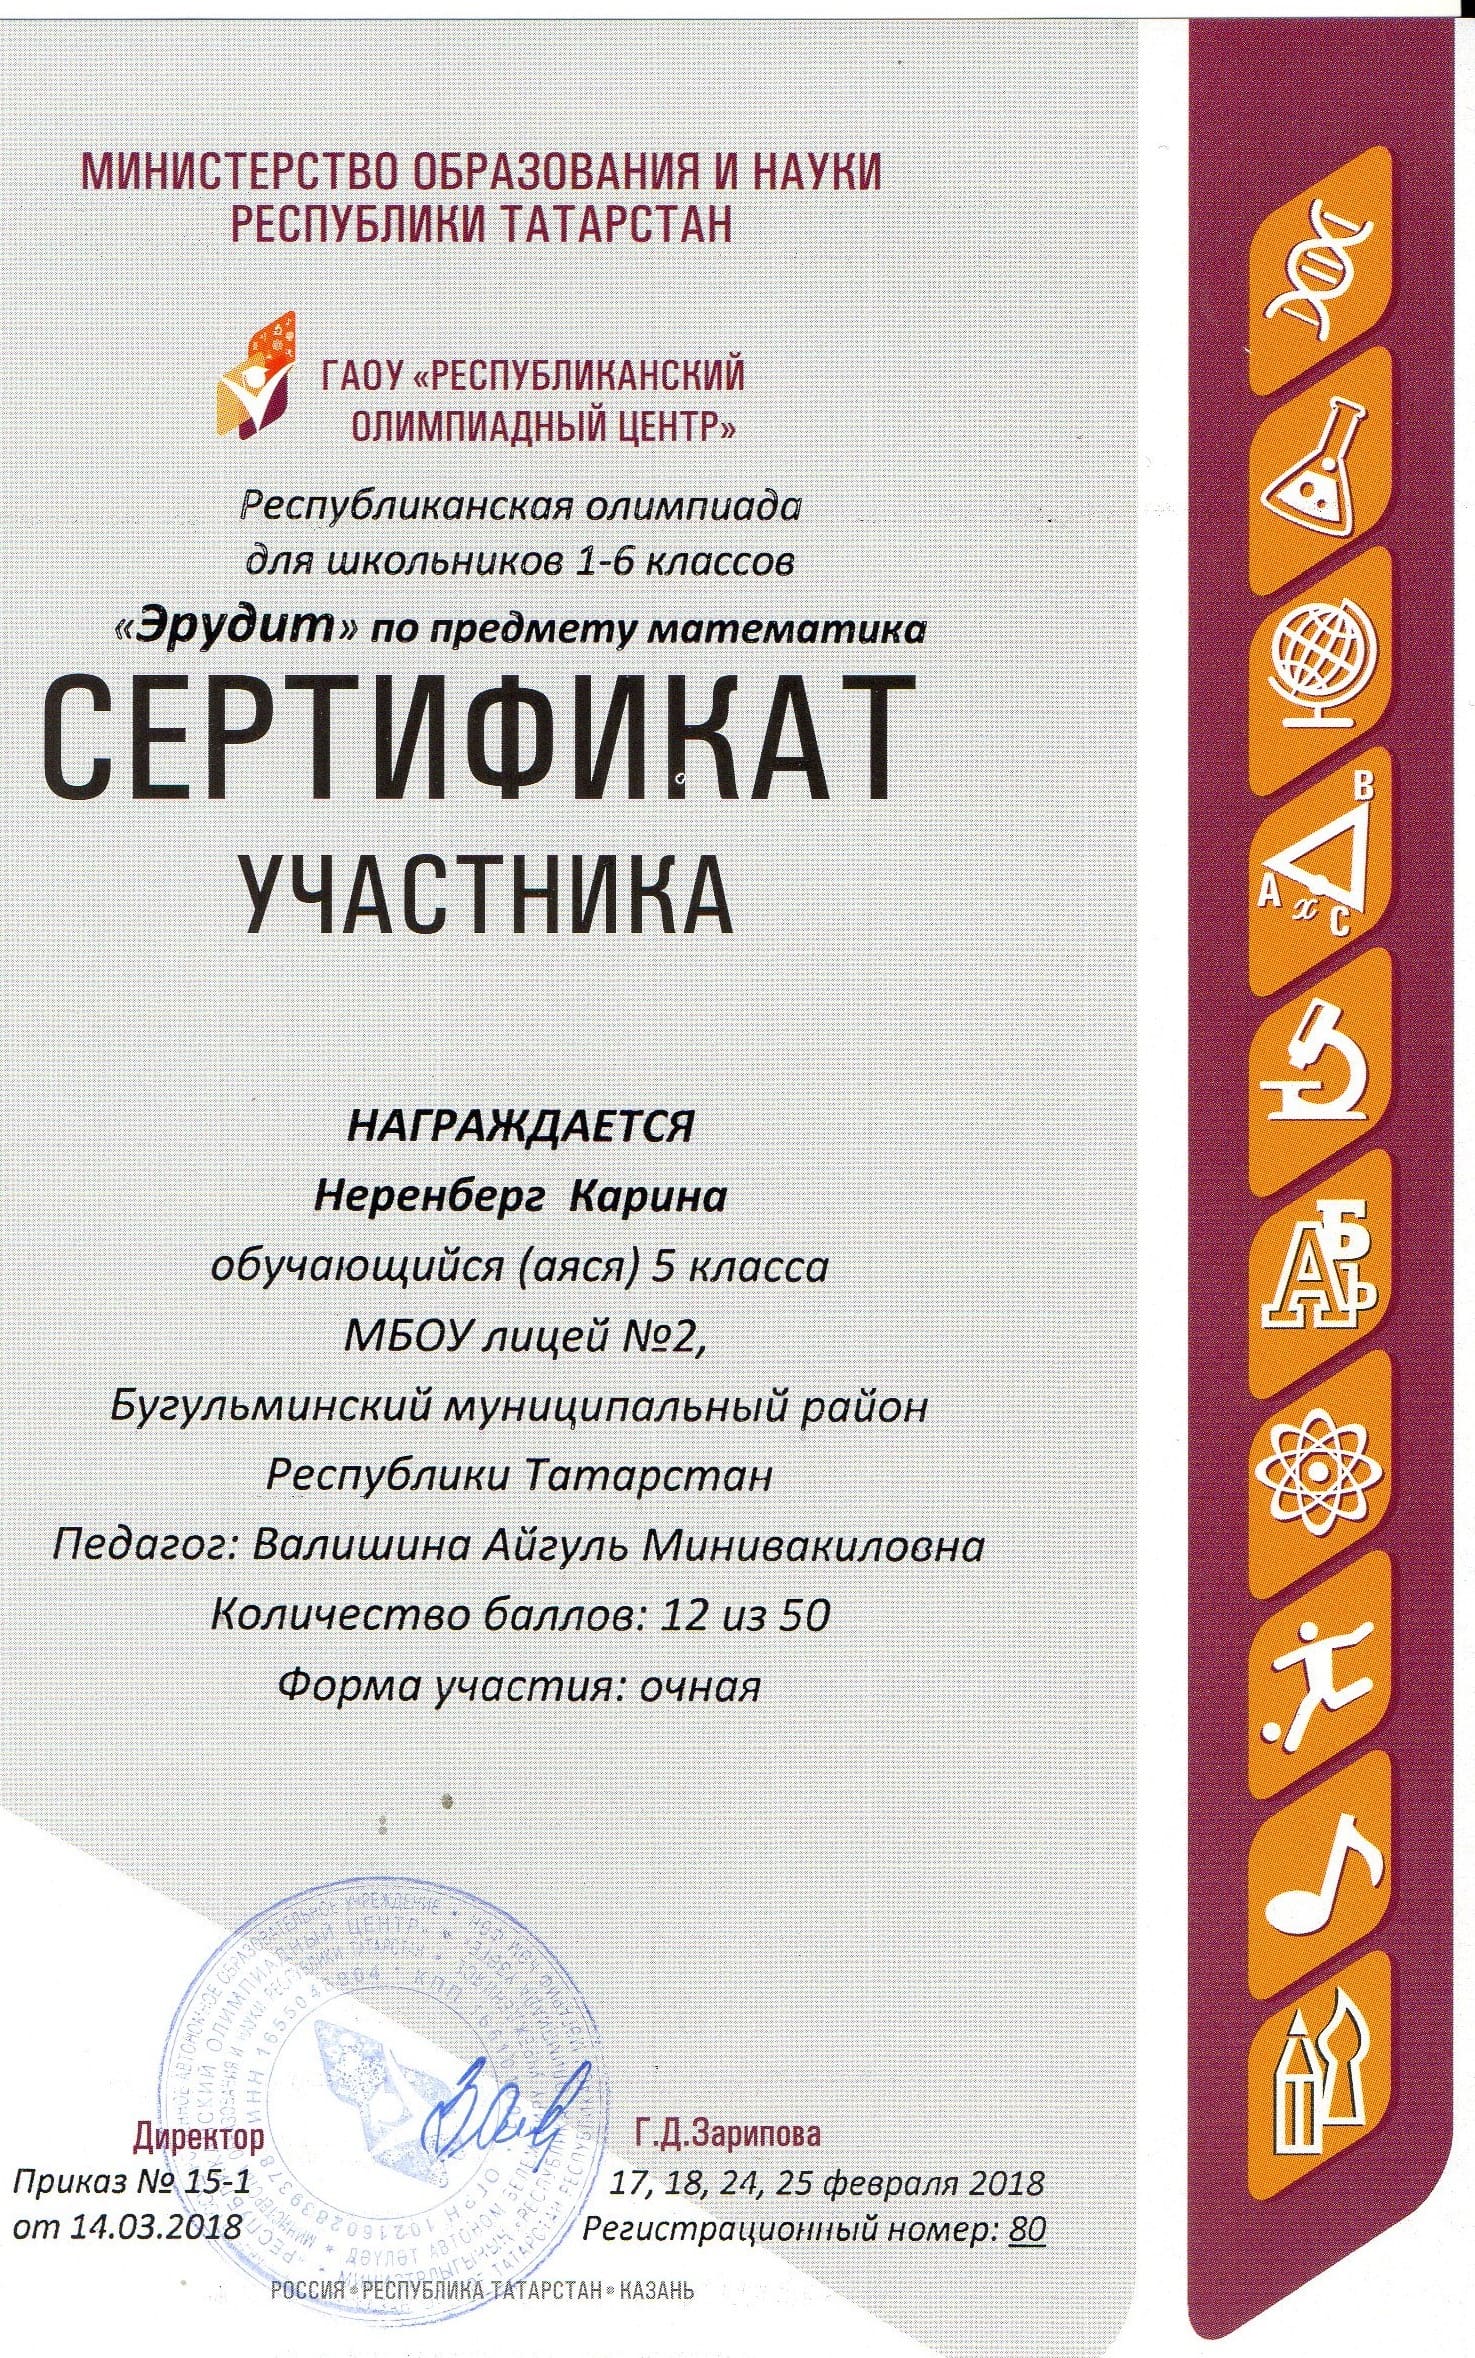 МИНИСТЕРСТВО ОБРАЗОВАНИЯ И НАУКИ
РЕСПУБЛИКИ ТАТАРСТАН
ГАОУ «РЕСПУБЛИКАНСКИЙ
ОЛИМПИАДНЫЙ ЦЕНТР»
Республиканская олимпиада
для школьников 1-6 классов
«Эрудит» по предмету математика
СЕРТИФИКАТ
УЧАСТНИКА
НАГРАЖДАЕТСЯ
Неренберг Карина
обучающийся (аяся) 5 класса
МБОУ лицей №2,
Бугульминский муниципальный район
Республики Татарстан
Педагог: Валишина Айгуль Минивакиловна
Количество баллов: 12 из 50
Форма участия: очная
Директор
Г.Д.Зарипова
Приказ № 15-1
от 14.03.2018
17, 18, 24, 25 февраля 2018
Регистрационный номер: 80
РОССИЯ • РЕСПУБЛИКА ТАТАРСТАН • КАЗАНЬ
B
A
x
C
А
Б
Ь